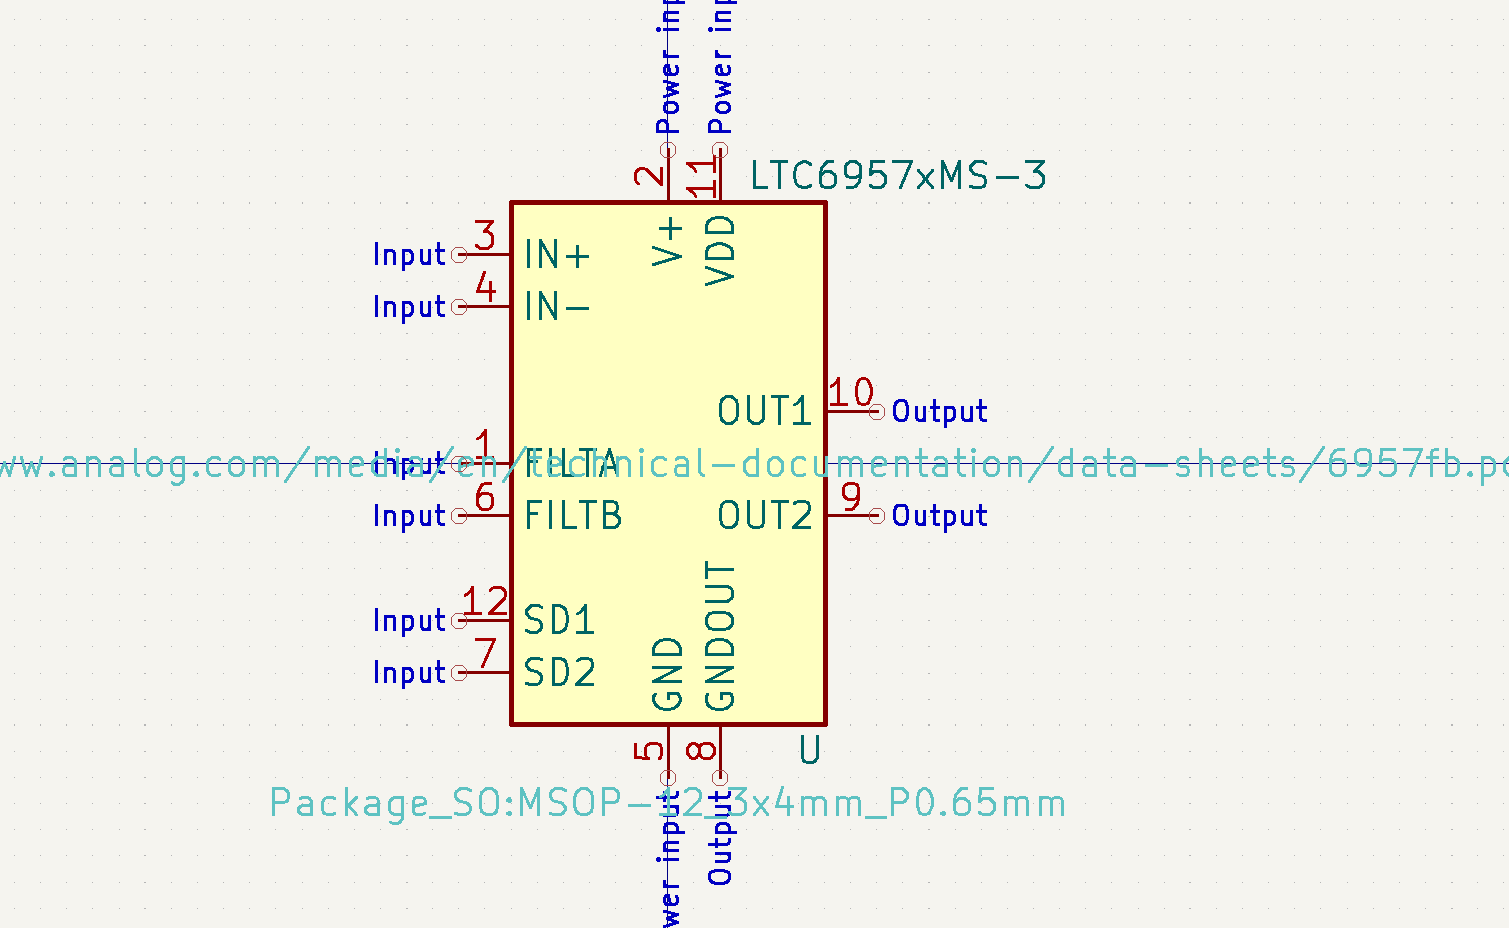 Power inp
Power inp
2
11
LTC6957xMS-3
V+
VDD
Input 3 IN+
Input 4 IN-
OUT1 10 Output
Input 1 FILTA
ww.analog.com/media/en/technical-documentation/data-sheets/6957fb.pd
Input 6 FILTB
OUT2 9 Output
Input 12 SD1
Input 7 SD2
GND
GNDOUT
5
8
U
Package_SO:MSOP-12_3x4mm_P0.65mm
wer input
Output